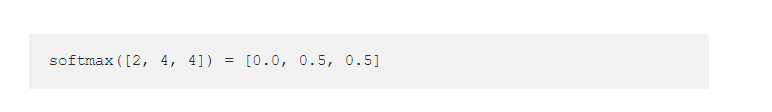 softmax([2, 4, 4]) = [0.0, 0.5, 0.5]